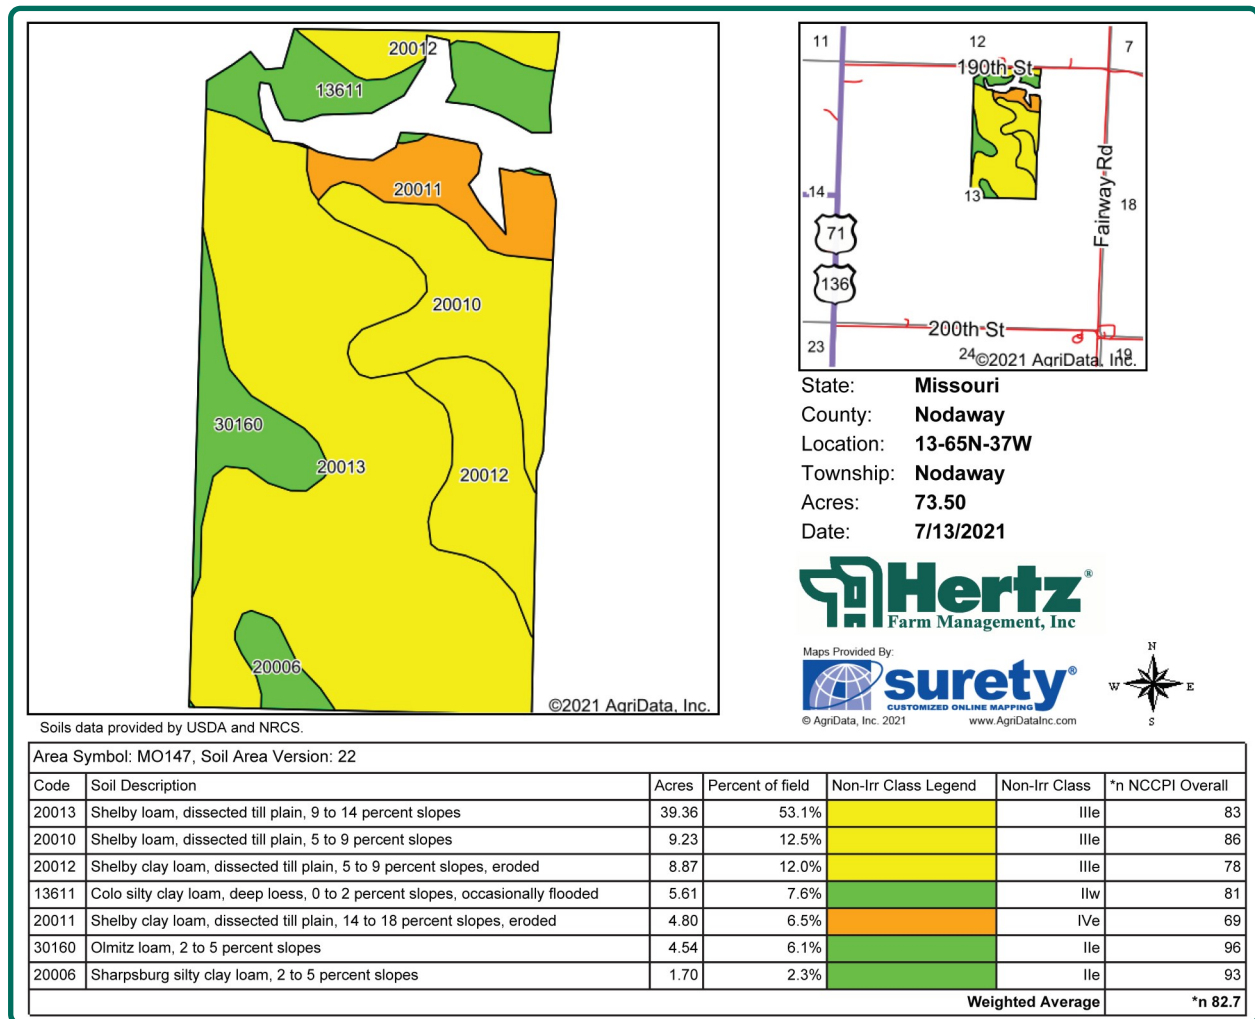 20012
13611
20011
20010
30160
20013
20012
20006
©2021 AgriData, Inc.
Soils data provided by USDA and NRCS.
11
12
7
190th St
14
13
18
Fairway Rd
71
136
200th St
23
24
19
©2021 AgriData, Inc.
State: Missouri
County: Nodaway
Location: 13-65N-37W
Township: Nodaway
Acres: 73.50
Date: 7/13/2021
Hertz®
Farm Management, Inc
Maps Provided By:
surety®
CUSTOMIZED ONLINE MAPPING
© AgriData, Inc. 2021 www.AgriDataInc.com
N
W E
S
Area Symbol: MO147, Soil Area Version: 22
Code Soil Description Acres Percent of field Non-Irr Class Legend Non-Irr Class *n NCCPI Overall
20013 Shelby loam, dissected till plain, 9 to 14 percent slopes 39.36 53.1% IIIe 83
20010 Shelby loam, dissected till plain, 5 to 9 percent slopes 9.23 12.5% IIIe 86
20012 Shelby clay loam, dissected till plain, 5 to 9 percent slopes, eroded 8.87 12.0% IIIe 78
13611 Colo silty clay loam, deep loess, 0 to 2 percent slopes, occasionally flooded 5.61 7.6% IIw 81
20011 Shelby clay loam, dissected till plain, 14 to 18 percent slopes, eroded 4.80 6.5% IVe 69
30160 Olmitz loam, 2 to 5 percent slopes 4.54 6.1% IIe 96
20006 Sharpsburg silty clay loam, 2 to 5 percent slopes 1.70 2.3% IIe 93
Weighted Average *n 82.7